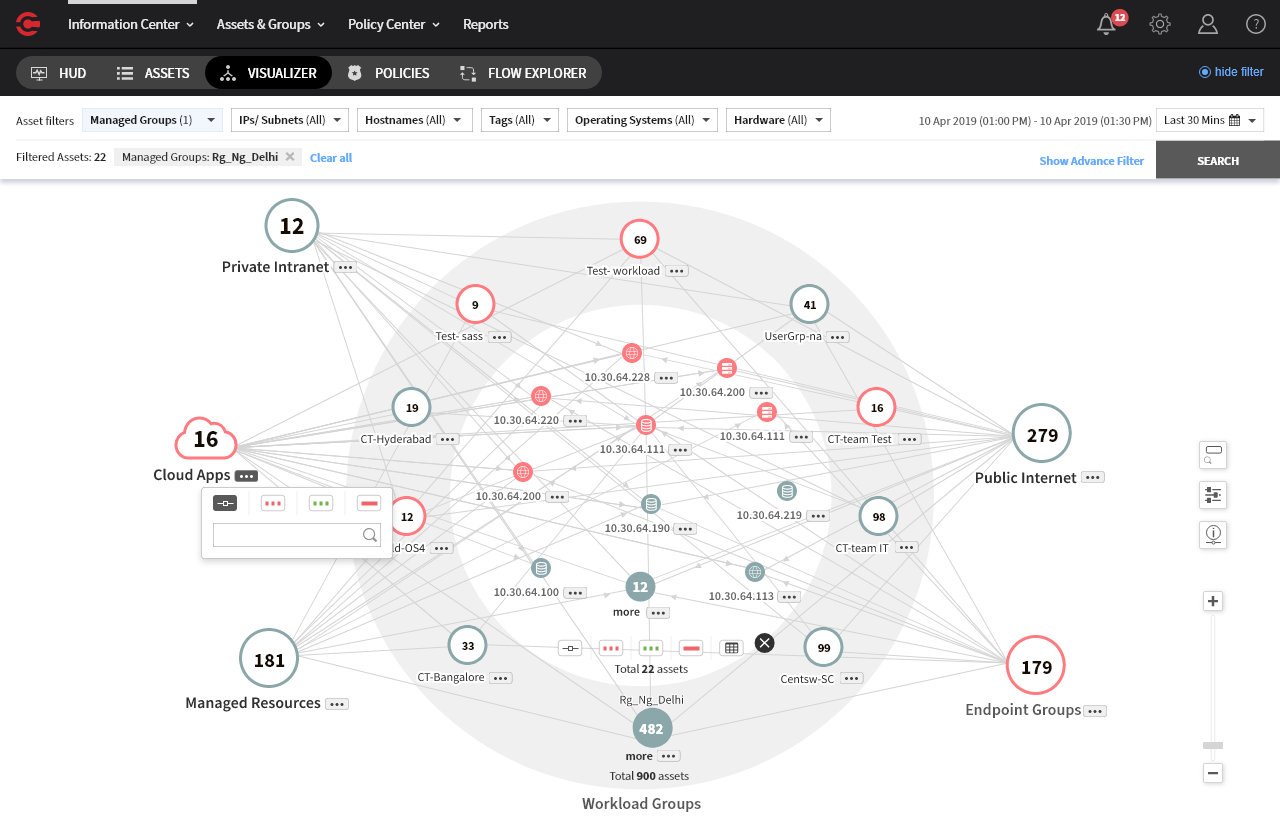 Information Center Assets & Groups Policy Center Reports 12 ?
HUD ASSETS VISUALIZER POLICIES FLOW EXPLORER hide filter
Asset filters Managed Groups (1) IPs/ Subnets (All) Hostnames (All) Tags (All) Operating Systems (All) Hardware (All) 10 Apr 2019 (01:00 PM) - 10 Apr 2019 (01:30 PM) Last 30 Mins
Filtered Assets: 22 Managed Groups: Rg_Ng_Delhi Clear all Show Advance Filter SEARCH
12
Private Intranet
69
Test- workload
9
Test- sass
41
UserGrp-na
10.30.64.228
10.30.64.200
19
CT-Hyderabad
10.30.64.220
10.30.64.111
10.30.64.111
16
CT-team Test
16
Cloud Apps
279
Public Internet
10.30.64.200
12
d-OS4
10.30.64.190
10.30.64.219
98
CT-team IT
10.30.64.100
12
more
10.30.64.113
181
Managed Resources
33
CT-Bangalore
Total 22 assets
99
Centsw-SC
179
Endpoint Groups
Rg_Ng_Delhi
482
more
Total 900 assets
Workload Groups